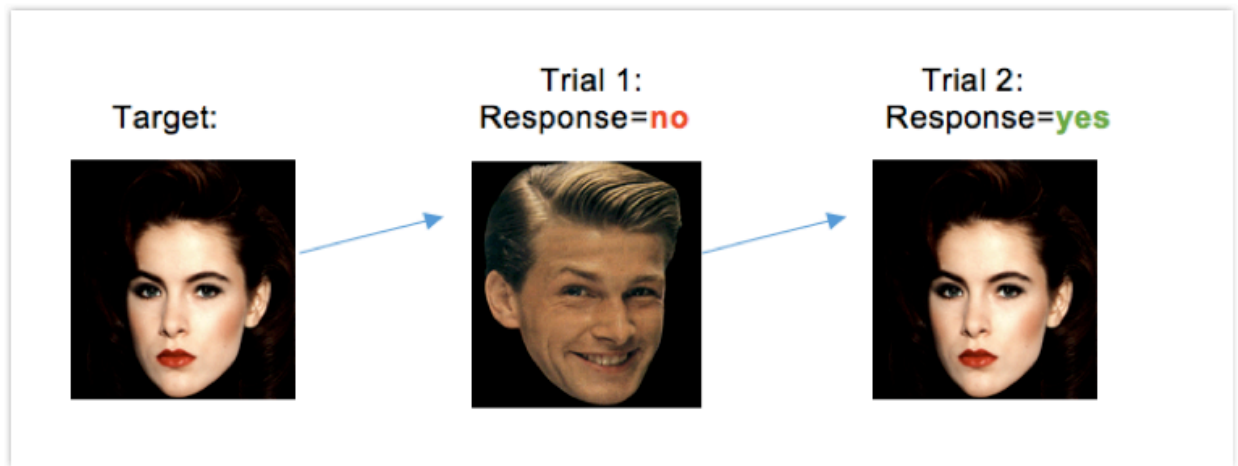 Target:
Trial 1:
Response=no
Trial 2:
Response=yes